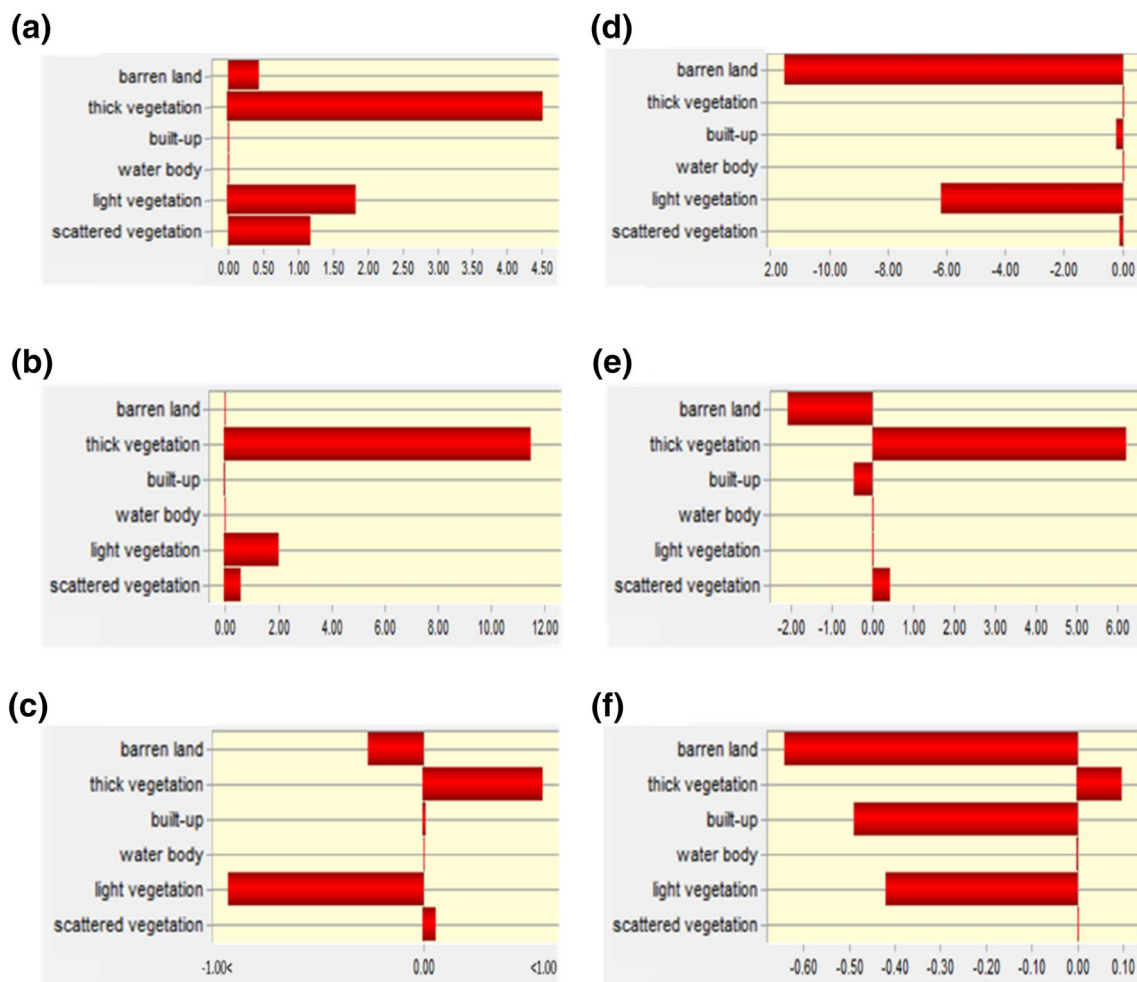 (a)
barren land
thick vegetation
built-up
water body
light vegetation
scattered vegetation
0.00 0.50 1.00 1.50 2.00 2.50 3.00 3.50 4.00 4.50
(d)
barren land
thick vegetation
built-up
water body
light vegetation
scattered vegetation
2.00 -10.00 -8.00 -6.00 -4.00 -2.00 0.00
(b)
barren land
thick vegetation
built-up
water body
light vegetation
scattered vegetation
0.00 2.00 4.00 6.00 8.00 10.00 12.00
(e)
barren land
thick vegetation
built-up
water body
light vegetation
scattered vegetation
-2.00 -1.00 0.00 1.00 2.00 3.00 4.00 5.00 6.00
(c)
barren land
thick vegetation
built-up
water body
light vegetation
scattered vegetation
-1.00< 0.00 <1.00
(f)
barren land
thick vegetation
built-up
water body
light vegetation
scattered vegetation
-0.60 -0.50 -0.40 -0.30 -0.20 -0.10 0.00 0.10